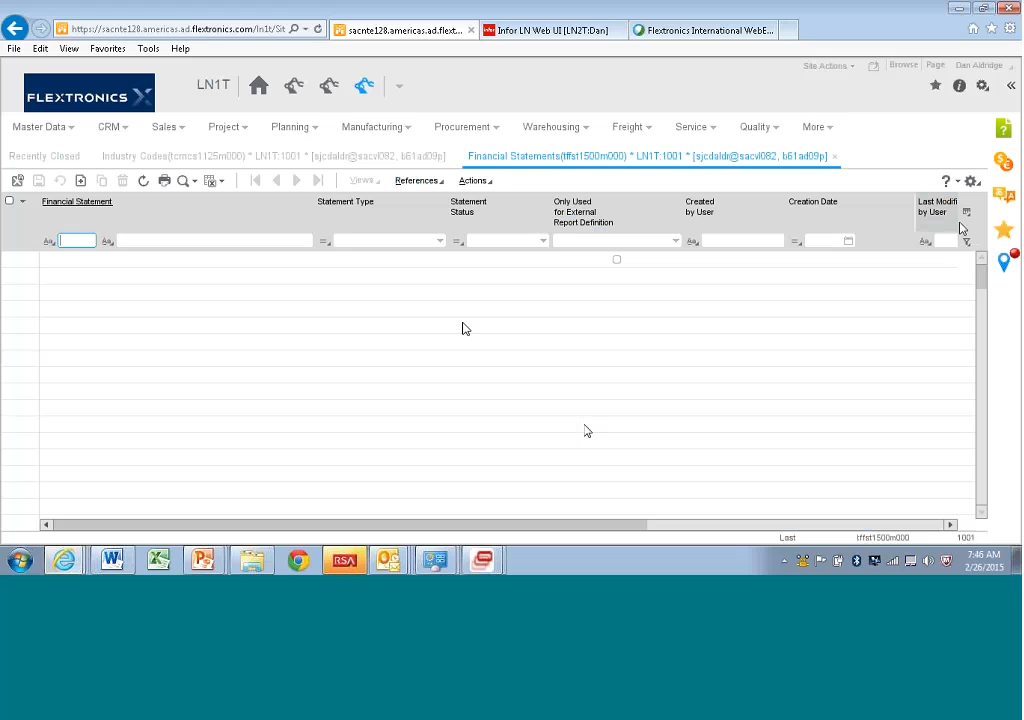 https://sacnte128.americas.ad.flextronics.com/ln1t/Sit
sacnte128.americas.ad.flext...
Infor LN Web UI [LN2T:Dan]
Flextronics International WebE...
File Edit View Favorites Tools Help
Site Actions Browse Page Dan Aldridge
FLEXTRONICS
LN1T
Master Data CRM Sales Project Planning Manufacturing Procurement Warehousing Freight Service Quality More
Recently Closed
Industry Codes(tcmcs1125m000) * LN1T:1001 * [sjcdaldr@sacvl082, b61ad09p]
Financial Statements(tffst1500m000) * LN1T:1001 * [sjcdaldr@sacvl082, b61ad09p]
Views References Actions
Financial Statement
Statement Type
Statement
Status
Only Used
for External
Report Definition
Created
by User
Creation Date
Last Modifi
by User
Last tffst1500m000 1001
RSA
7:46 AM
2/26/2015